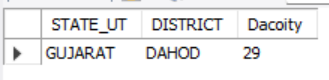 STATE_UT DISTRICT Dacoity
GUJARAT DAHOD 29